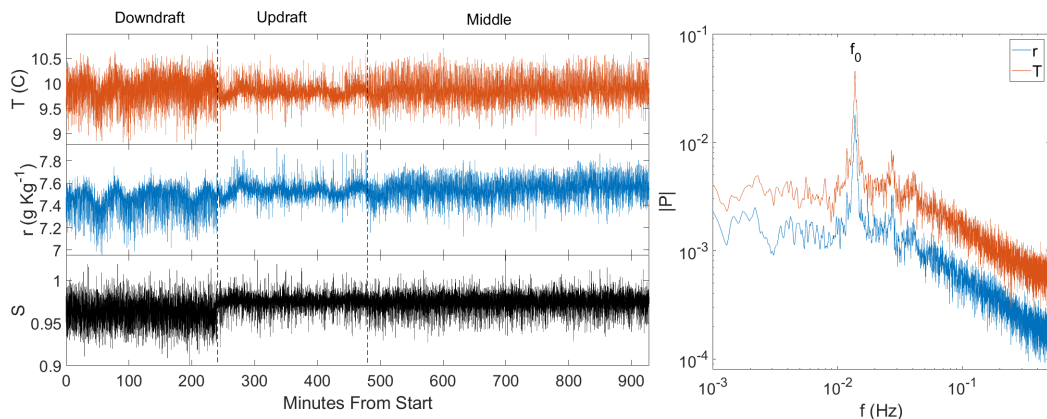 Downdraft Updraft Middle
10.5
10
9.5
9
T (C)
7.8
7.6
7.4
7.2
7
r (g Kg⁻¹)
1
0.95
0.9
S
0 100 200 300 400 500 600 700 800 900
Minutes From Start
10⁻¹
10⁻²
10⁻³
10⁻⁴
|P|
f₀
r
T
10⁻³ 10⁻² 10⁻¹
f (Hz)